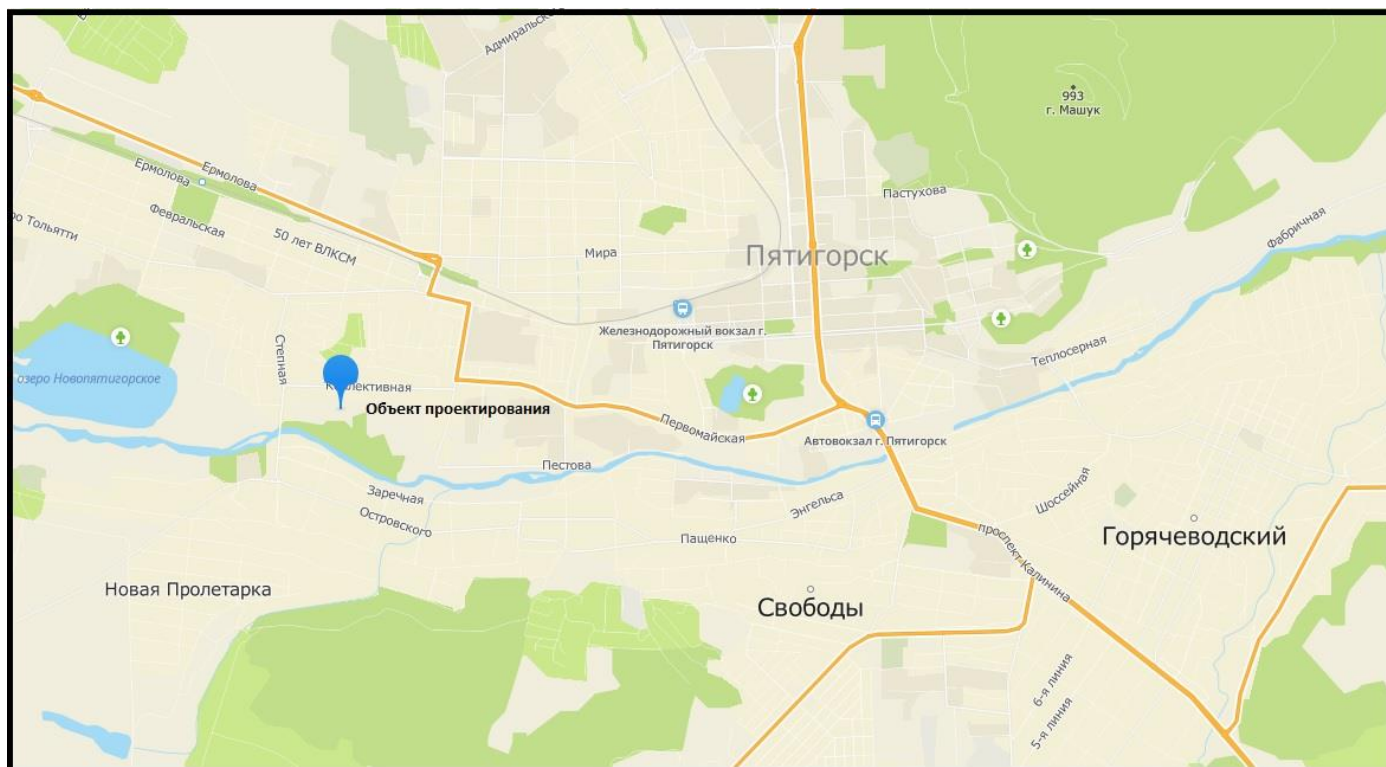 Адмиральская
993
г. Машук
Ермолова
Ермолова
Пастухова
Февральская
Тольятти
50 лет ВЛКСМ
Фабричная
Мира
Пятигорск
Железнодорожный вокзал г.
Пятигорск
Теплосерная
Степная
озеро Новопятигорское
Коллективная
Объект проектирования
Первомайская
Автовокзал г. Пятигорск
Пестова
Заречная
Островского
Энгельса
Шоссейная
Пащенко
проспект Калинина
Горячеводский
Новая Пролетарка
Свободы
6-я линия
5-я линия